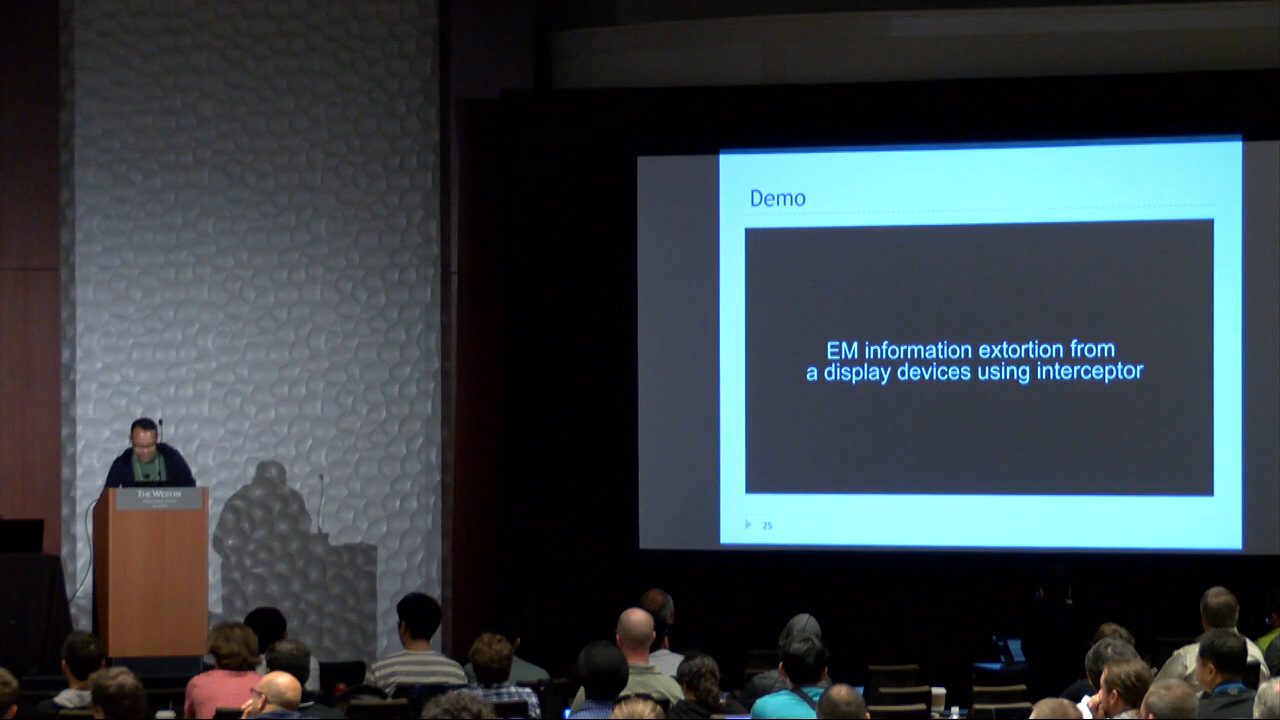 Demo
EM information extortion from
a display devices using interceptor
25
THE WESTIN